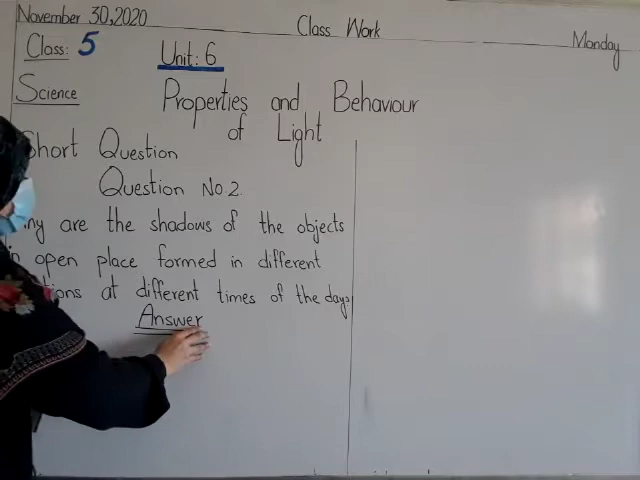 November 30,2020
Class Work
Monday
Class: 5
Unit: 6
Science
Properties and Behaviour
of Light
Short Question
Question No.2.
are the shadows of the objects
in open place formed in different
at different times of the day?
Answer